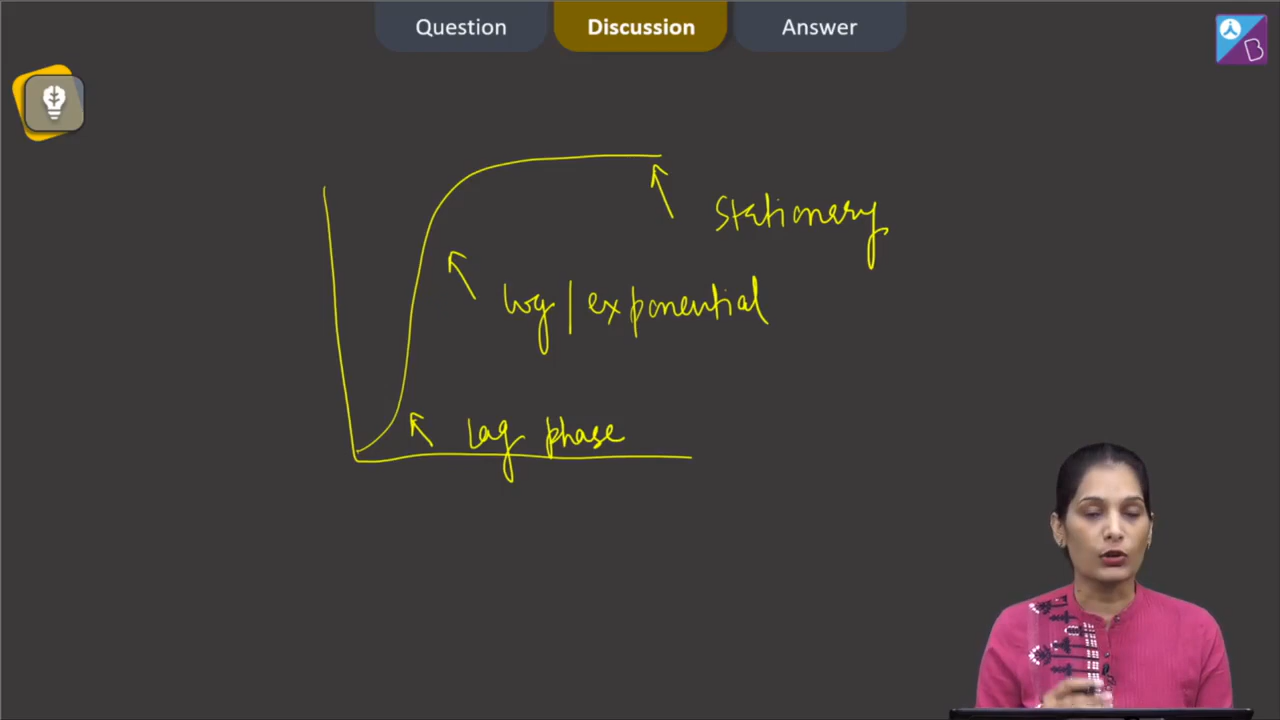 Question Discussion Answer
Stationery
log / exponential
Lag phase
B